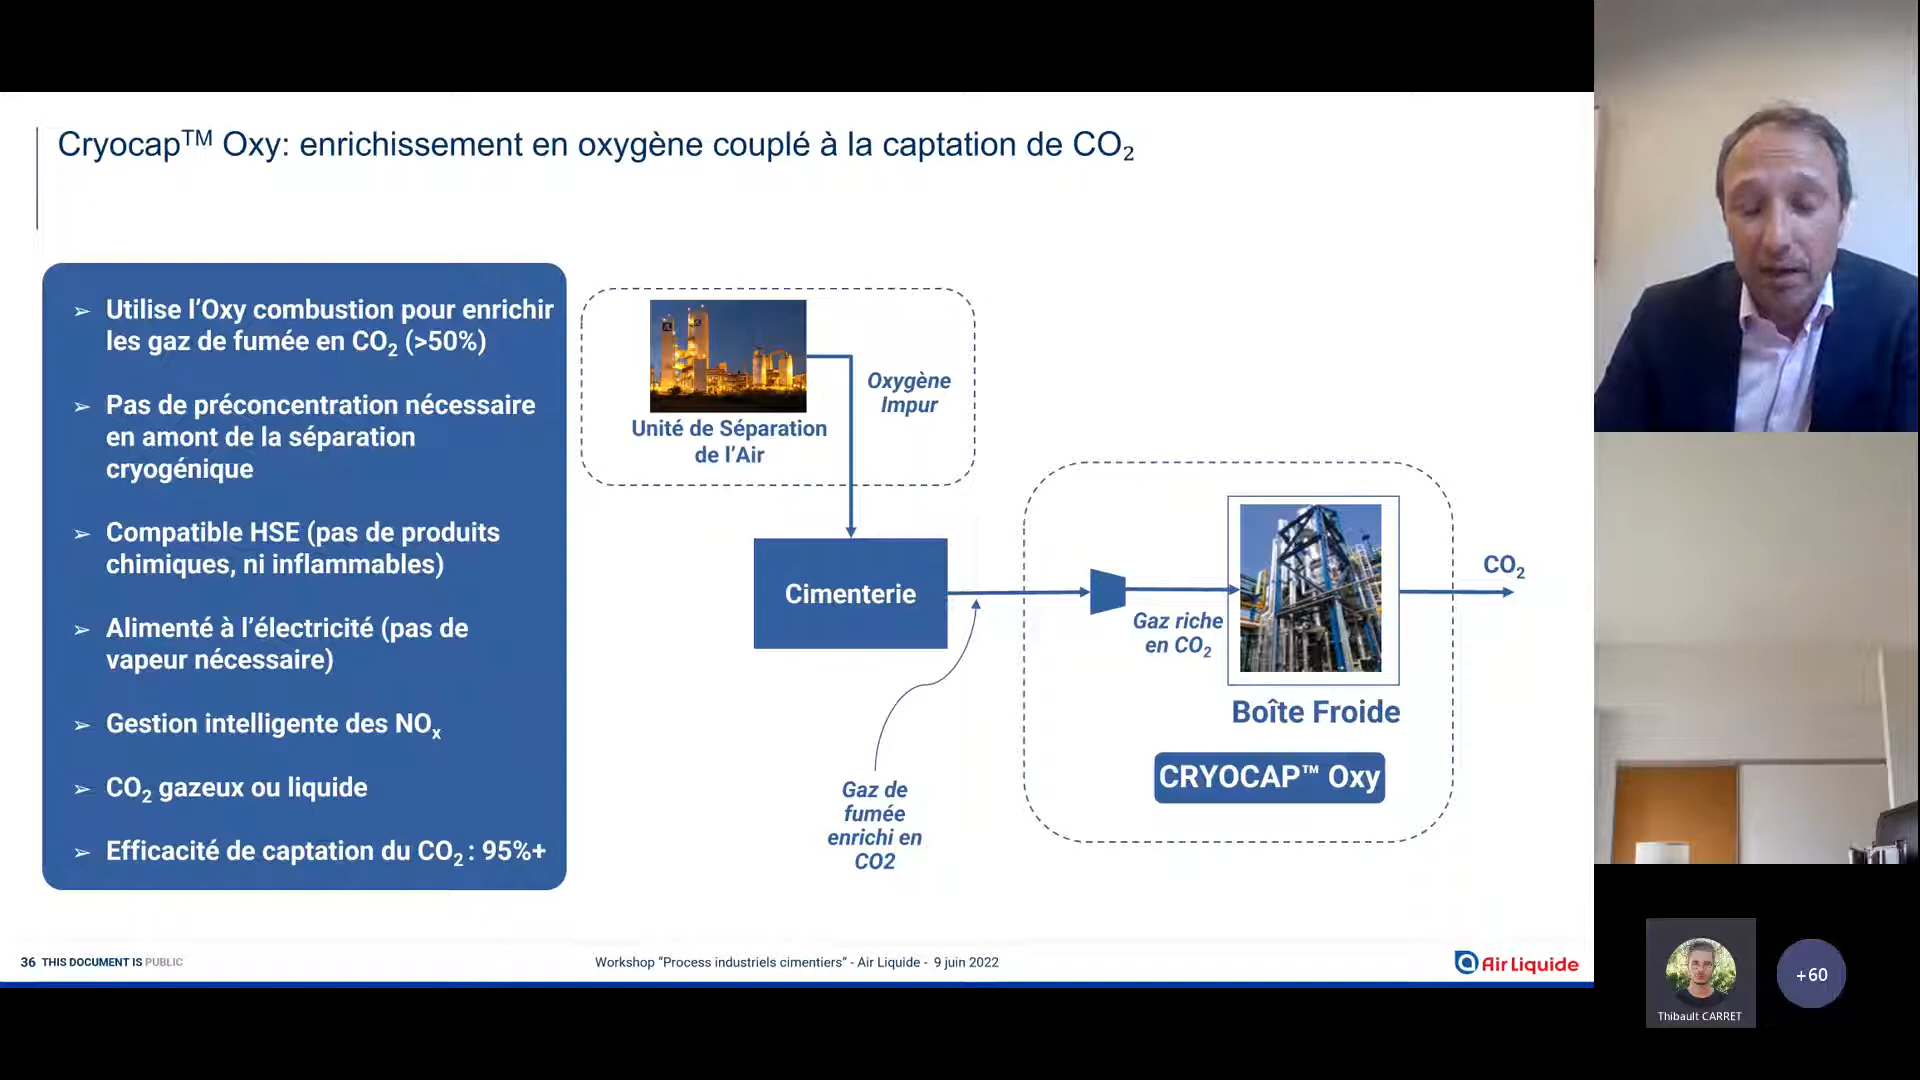 Cryocap™ Oxy: enrichissement en oxygène couplé à la captation de CO₂
➢ Utilise l’Oxy combustion pour enrichir
les gaz de fumée en CO₂ (>50%)
➢ Pas de préconcentration nécessaire
en amont de la séparation
cryogénique
➢ Compatible HSE (pas de produits
chimiques, ni inflammables)
➢ Alimenté à l’électricité (pas de
vapeur nécessaire)
➢ Gestion intelligente des NOₓ
➢ CO₂ gazeux ou liquide
➢ Efficacité de captation du CO₂ : 95%+
Unité de Séparation
de l’Air
Oxygène
Impur
Cimenterie
Gaz de
fumée
enrichi en
CO2
Gaz riche
en CO₂
Boîte Froide
CRYOCAP™ Oxy
CO₂
36 THIS DOCUMENT IS PUBLIC
Workshop “Process industriels cimentiers” - Air Liquide - 9 juin 2022
Air Liquide
Thibault CARRET
+60